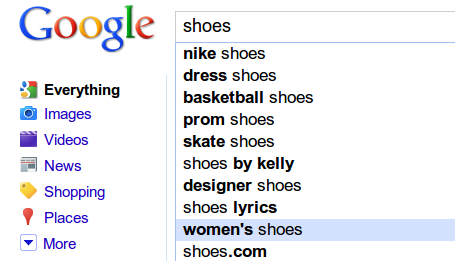 Google
shoes
nike shoes
dress shoes
basketball shoes
prom shoes
skate shoes
shoes by kelly
designer shoes
shoes lyrics
women's shoes
shoes.com
Everything
Images
Videos
News
Shopping
Places
More